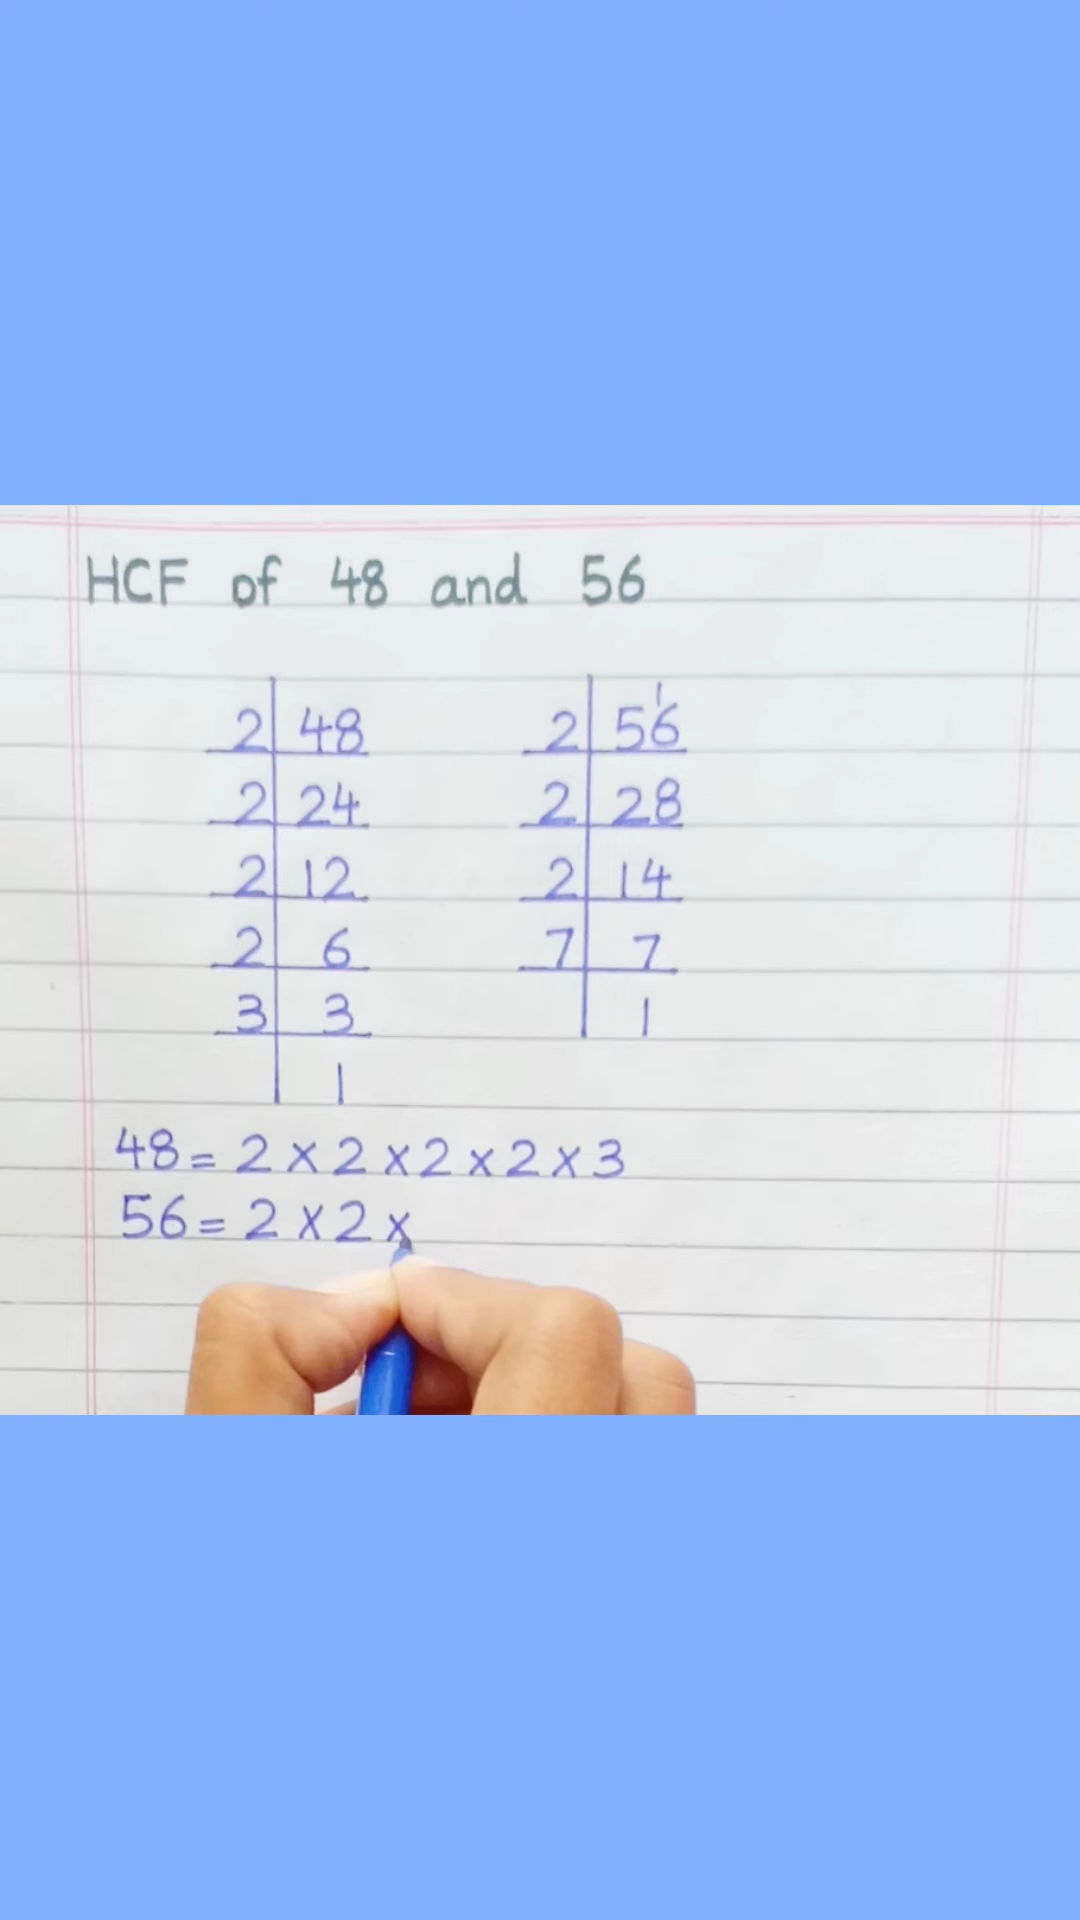 HCF of 48 and 56
2 48
2 24
2 12
2 6
3 3
1
2 56 1
2 28
2 14
7 7
1
48 = 2 × 2 × 2 × 2 × 3
56 = 2 × 2 ×